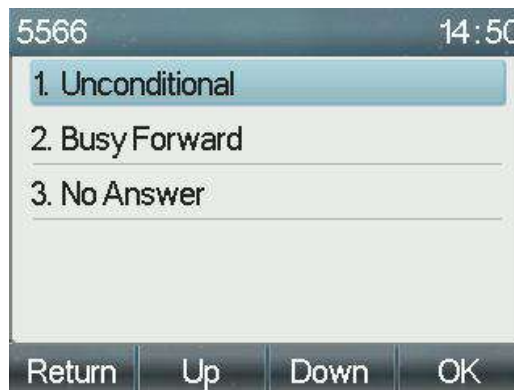 5566 14:50
1. Unconditional
2. Busy Forward
3. No Answer
Return Up Down OK